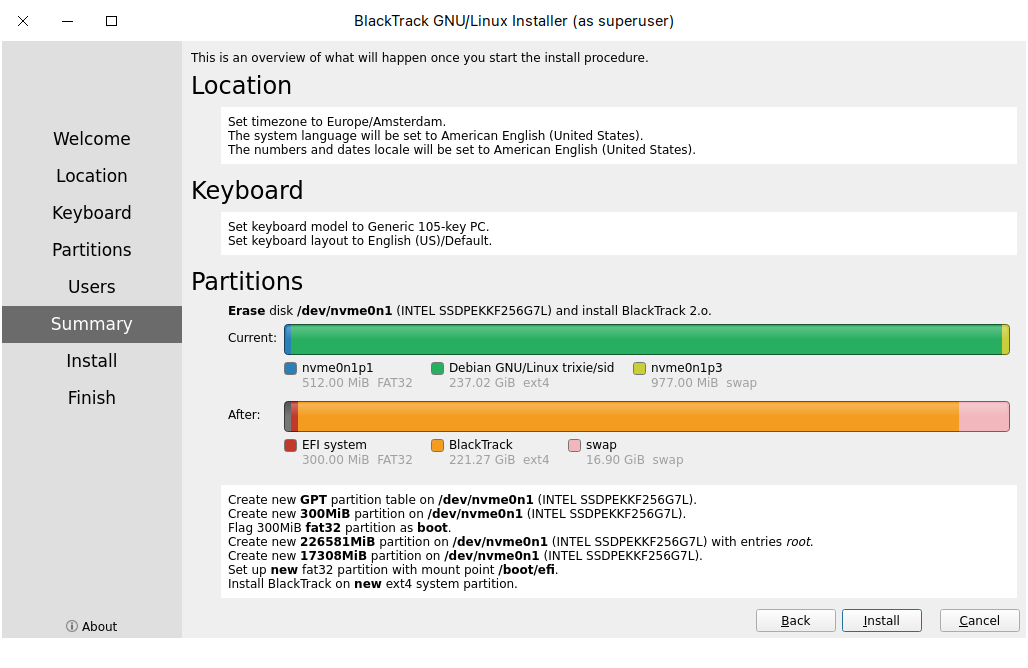 BlackTrack GNU/Linux Installer (as superuser)
Welcome
Location
Keyboard
Partitions
Users
Summary
Install
Finish
About
This is an overview of what will happen once you start the install procedure.
Location
Set timezone to Europe/Amsterdam.
The system language will be set to American English (United States).
The numbers and dates locale will be set to American English (United States).
Keyboard
Set keyboard model to Generic 105-key PC.
Set keyboard layout to English (US)/Default.
Partitions
Erase disk /dev/nvme0n1 (INTEL SSDPEKKF256G7L) and install BlackTrack 2.o.
Current:
nvme0n1p1 Debian GNU/Linux trixie/sid nvme0n1p3
512.00 MiB FAT32 237.02 GiB ext4 977.00 MiB swap
After:
EFI system BlackTrack swap
300.00 MiB FAT32 221.27 GiB ext4 16.90 GiB swap
Create new GPT partition table on /dev/nvme0n1 (INTEL SSDPEKKF256G7L).
Create new 300MiB partition on /dev/nvme0n1 (INTEL SSDPEKKF256G7L).
Flag 300MiB fat32 partition as boot.
Create new 226581MiB partition on /dev/nvme0n1 (INTEL SSDPEKKF256G7L) with entries root.
Create new 17308MiB partition on /dev/nvme0n1 (INTEL SSDPEKKF256G7L).
Set up new fat32 partition with mount point /boot/efi.
Install BlackTrack on new ext4 system partition.
Back Install Cancel